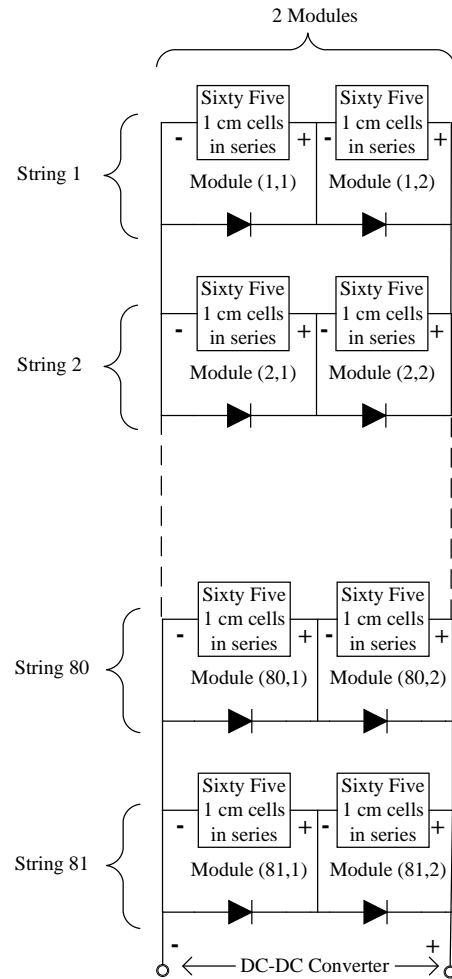 2 Modules
Sixty Five Sixty Five
1 cm cells 1 cm cells
- in series + - in series +
String 1
Module (1,1) Module (1,2)
Sixty Five Sixty Five
1 cm cells 1 cm cells
- in series + - in series +
String 2
Module (2,1) Module (2,2)
Sixty Five Sixty Five
1 cm cells 1 cm cells
- in series + - in series +
String 80
Module (80,1) Module (80,2)
Sixty Five Sixty Five
1 cm cells 1 cm cells
- in series + - in series +
String 81
Module (81,1) Module (81,2)
- +
DC-DC Converter